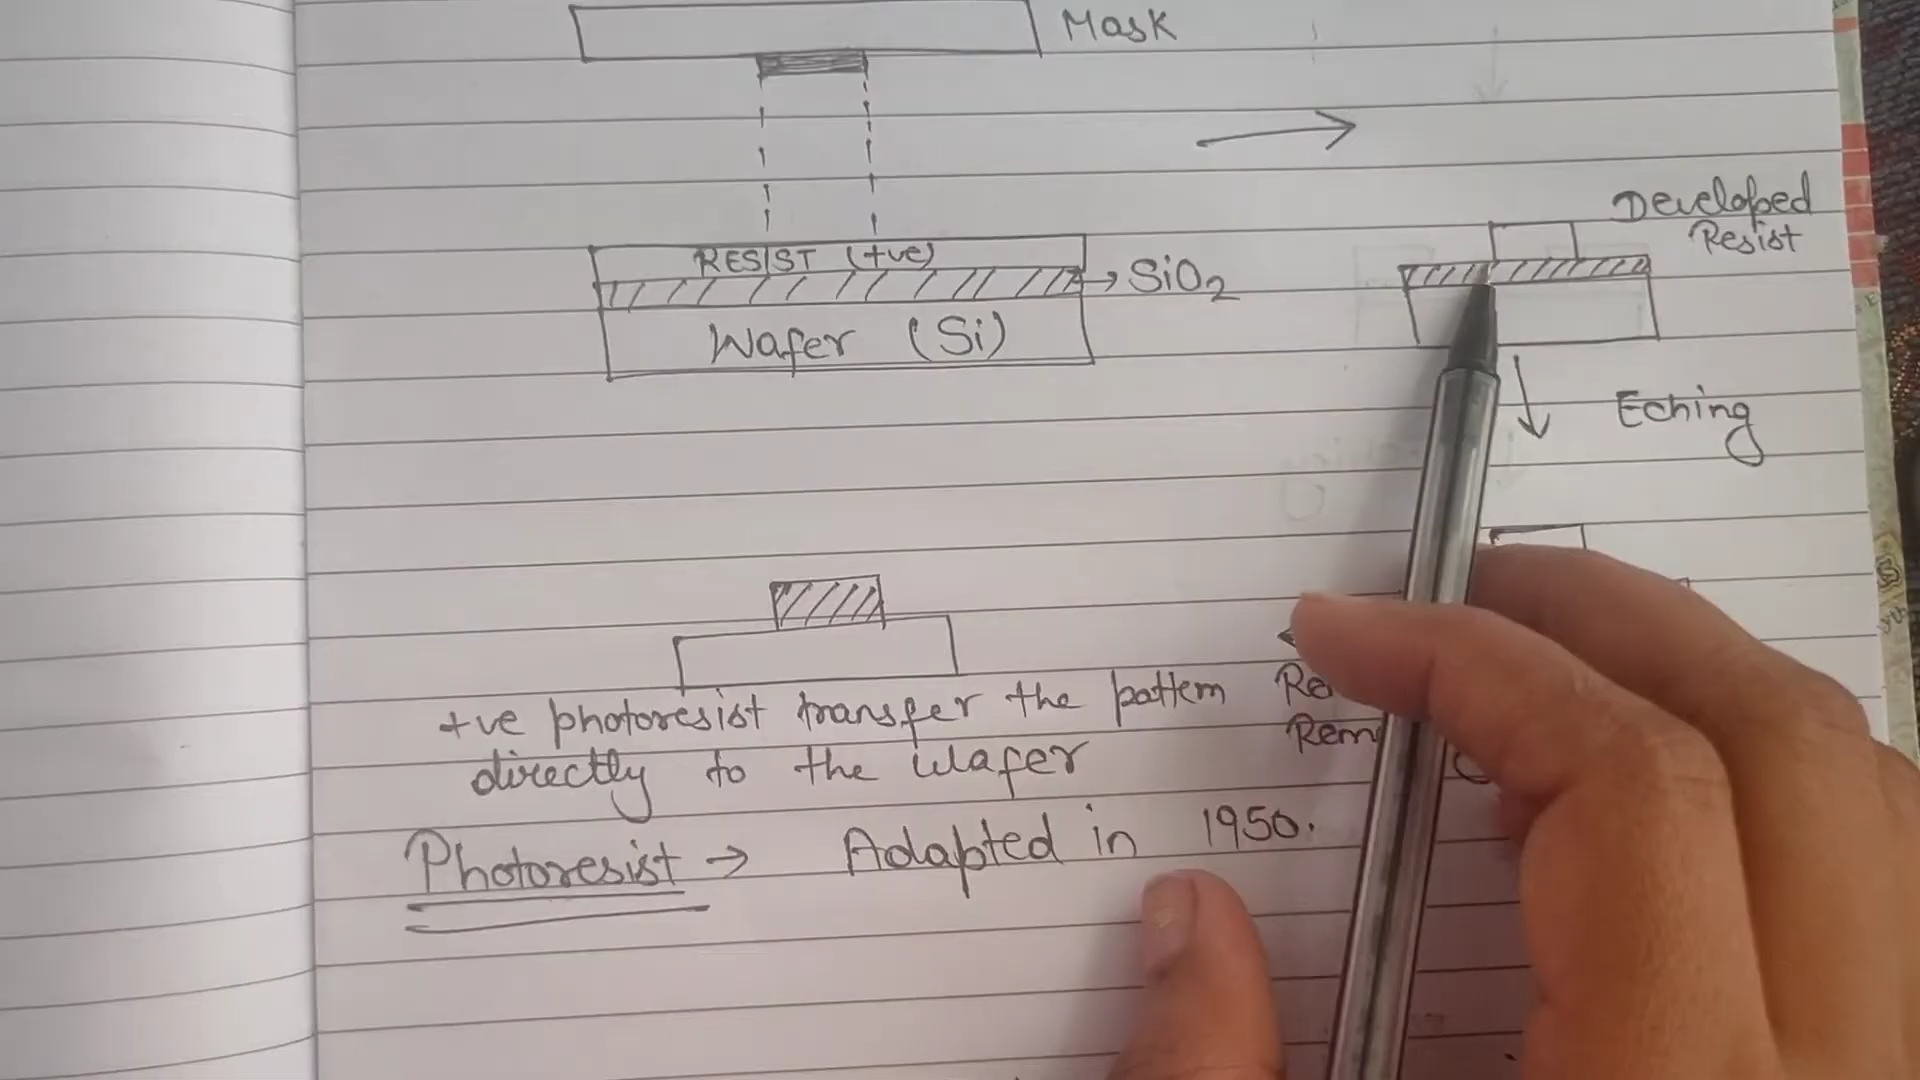 Mask
Developed
Resist
RESIST (+ve)
→ SiO2
Wafer (Si)
Eching
+ve photoresist transfer the pattern
directly to the Wafer
Photoresist → Adapted in 1950.